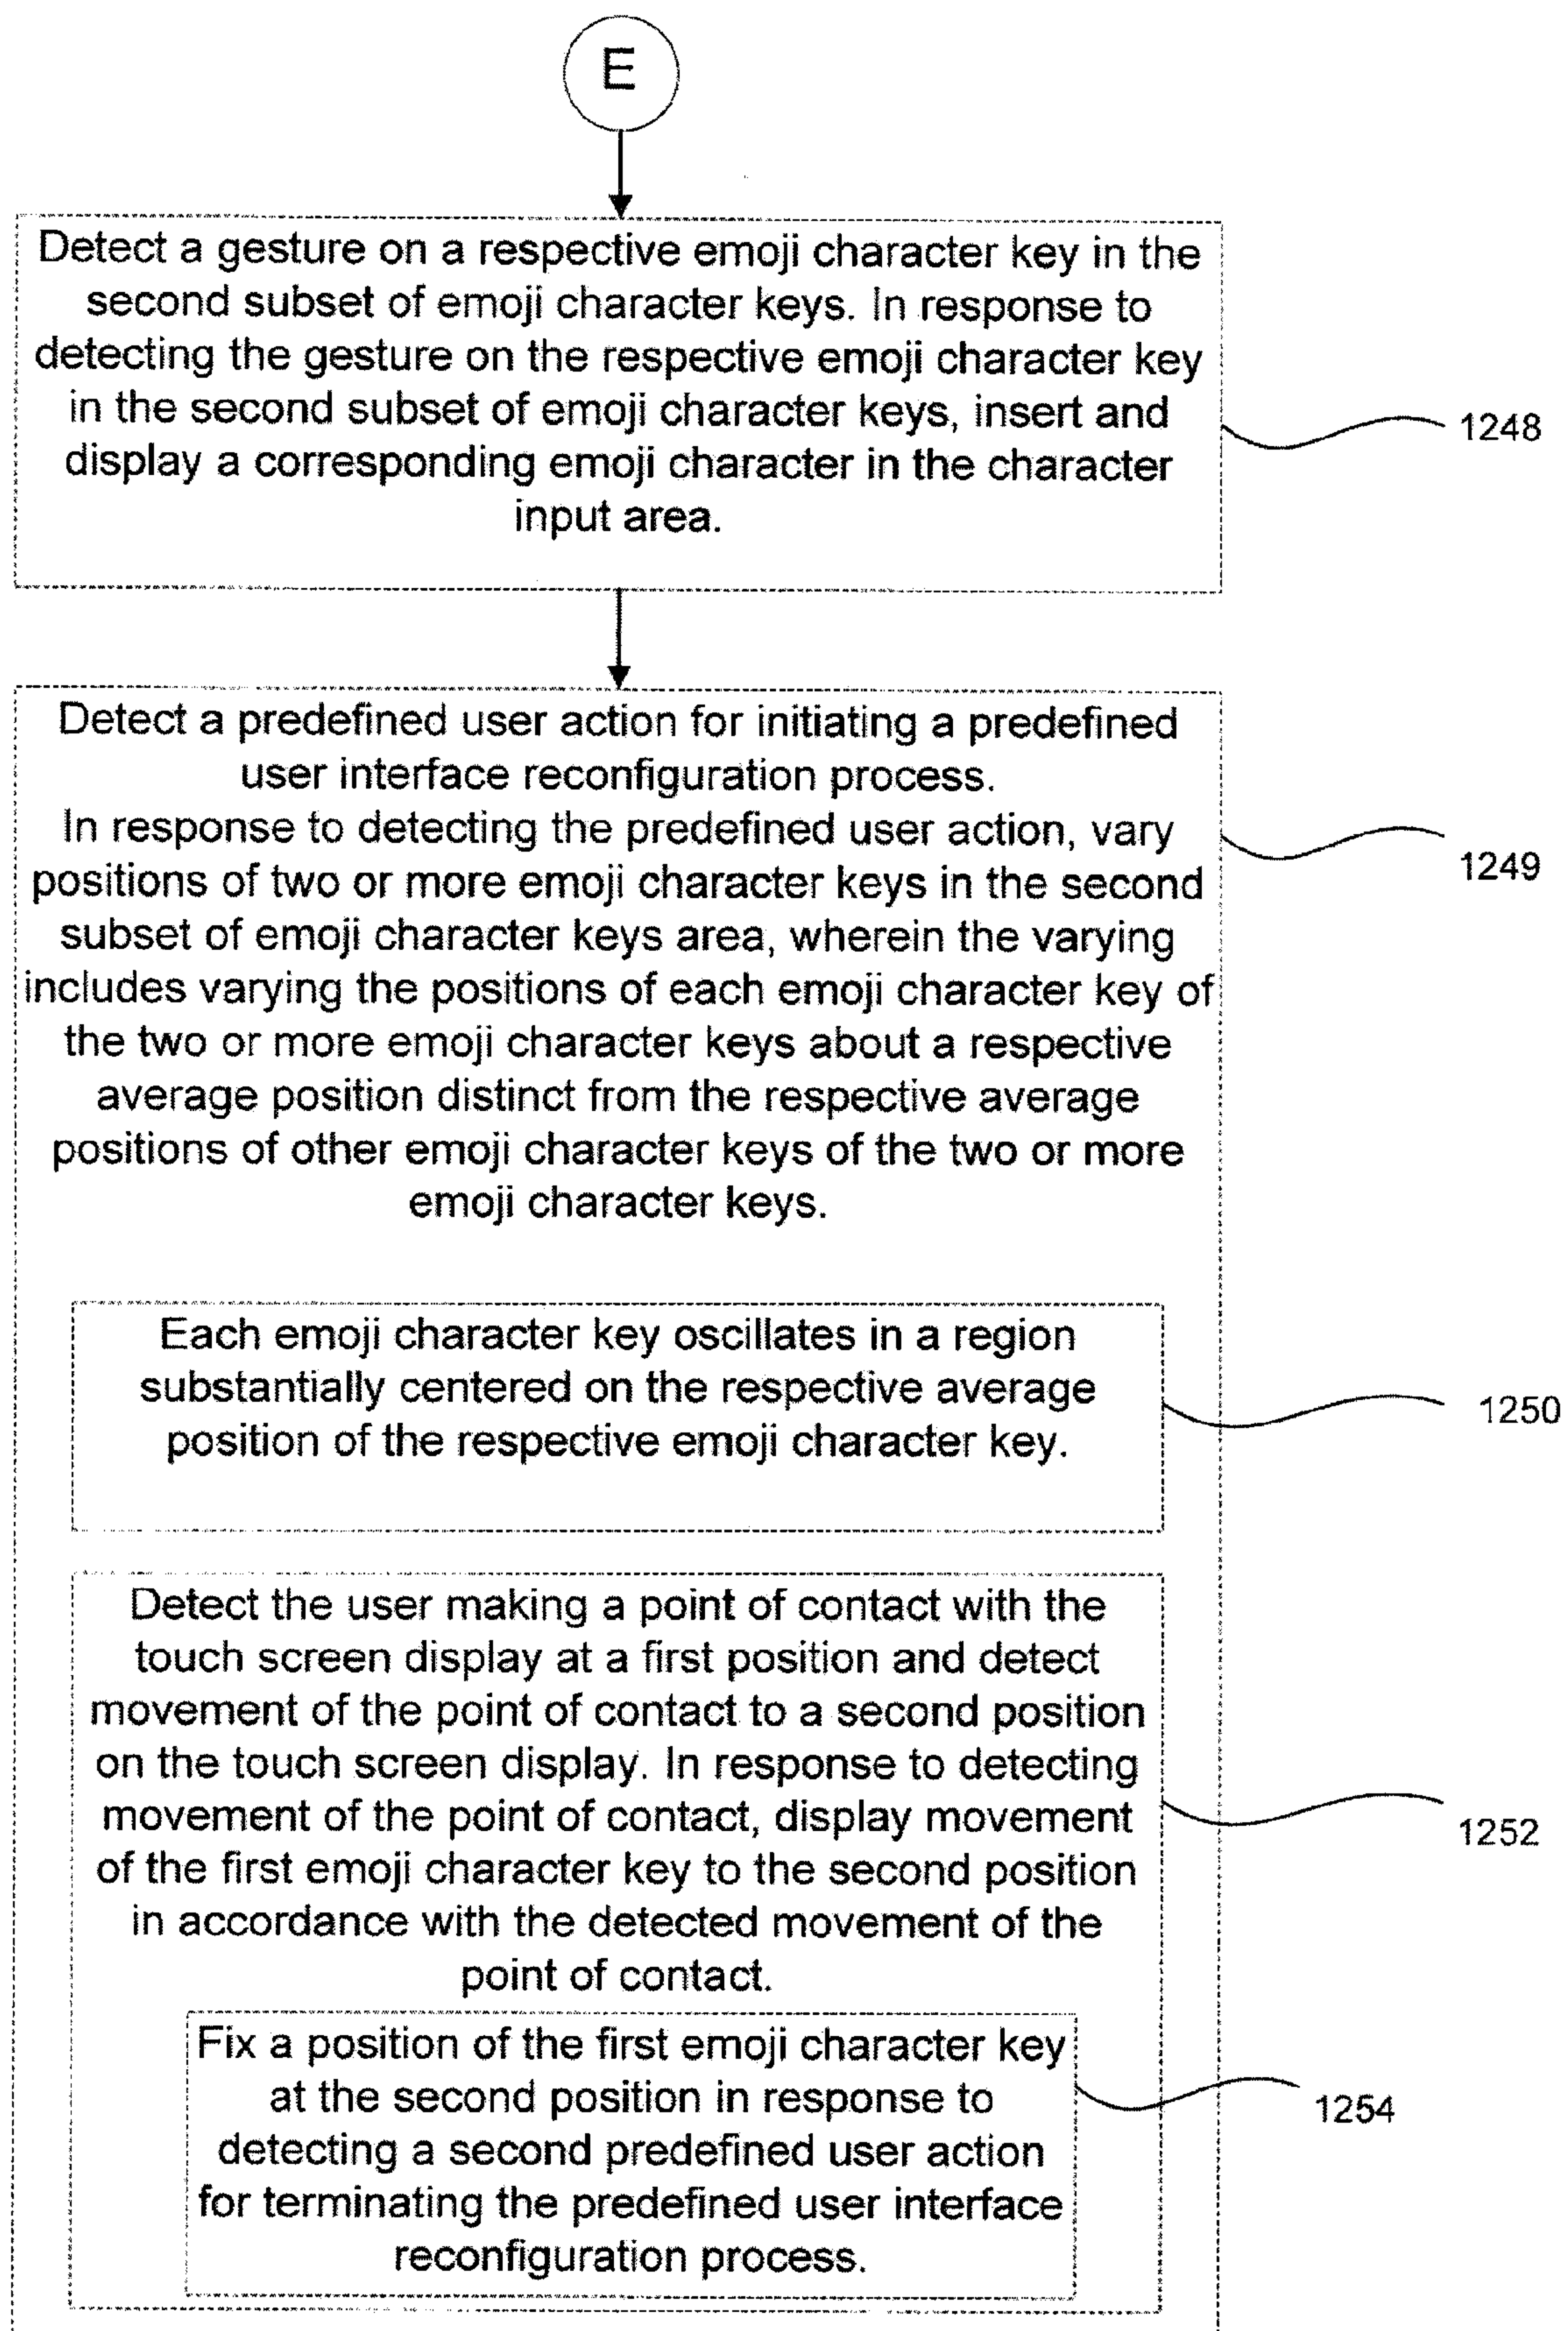 E
Detect a gesture on a respective emoji character key in the
second subset of emoji character keys. In response to
detecting the gesture on the respective emoji character key
in the second subset of emoji character keys, insert and
display a corresponding emoji character in the character
input area.
1248
Detect a predefined user action for initiating a predefined
user interface reconfiguration process.
In response to detecting the predefined user action, vary
positions of two or more emoji character keys in the second
subset of emoji character keys area, wherein the varying
includes varying the positions of each emoji character key of
the two or more emoji character keys about a respective
average position distinct from the respective average
positions of other emoji character keys of the two or more
emoji character keys.
1249
Each emoji character key oscillates in a region
substantially centered on the respective average
position of the respective emoji character key.
1250
Detect the user making a point of contact with the
touch screen display at a first position and detect
movement of the point of contact to a second position
on the touch screen display. In response to detecting
movement of the point of contact, display movement
of the first emoji character key to the second position
in accordance with the detected movement of the
point of contact.
1252
Fix a position of the first emoji character key
at the second position in response to
detecting a second predefined user action
for terminating the predefined user interface
reconfiguration process.
1254